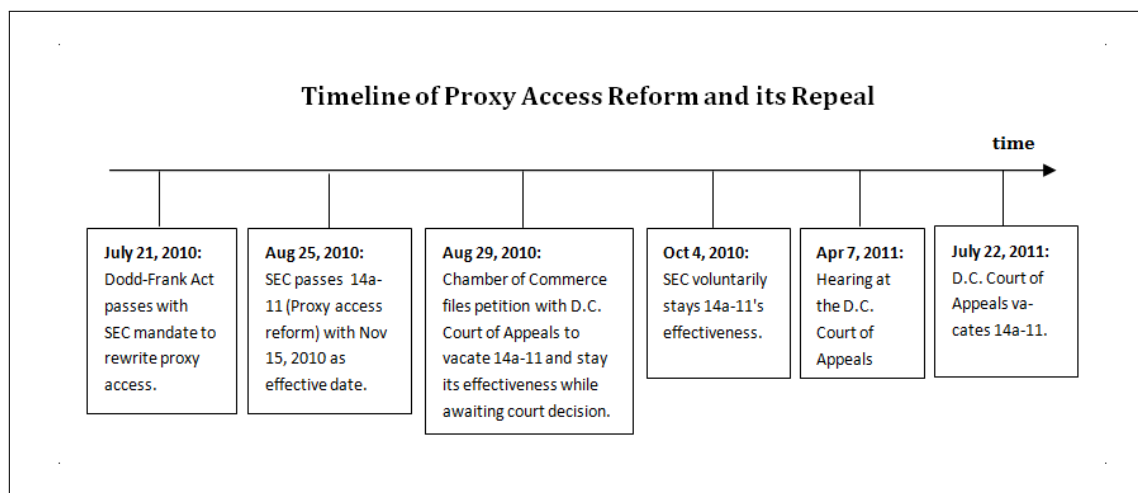 Timeline of Proxy Access Reform and its Repeal
time
July 21, 2010:
Dodd-Frank Act
passes with
SEC mandate to
rewrite proxy
access.
Aug 25, 2010:
SEC passes 14a-
11 (Proxy access
reform) with Nov
15, 2010 as
effective date.
Aug 29, 2010:
Chamber of Commerce
files petition with D.C.
Court of Appeals to
vacate 14a-11 and stay
its effectiveness while
awaiting court decision.
Oct 4, 2010:
SEC voluntarily
stays 14a-11's
effectiveness.
Apr 7, 2011:
Hearing at
the D.C.
Court of
Appeals
July 22, 2011:
D.C. Court of
Appeals va-
cates 14a-11.